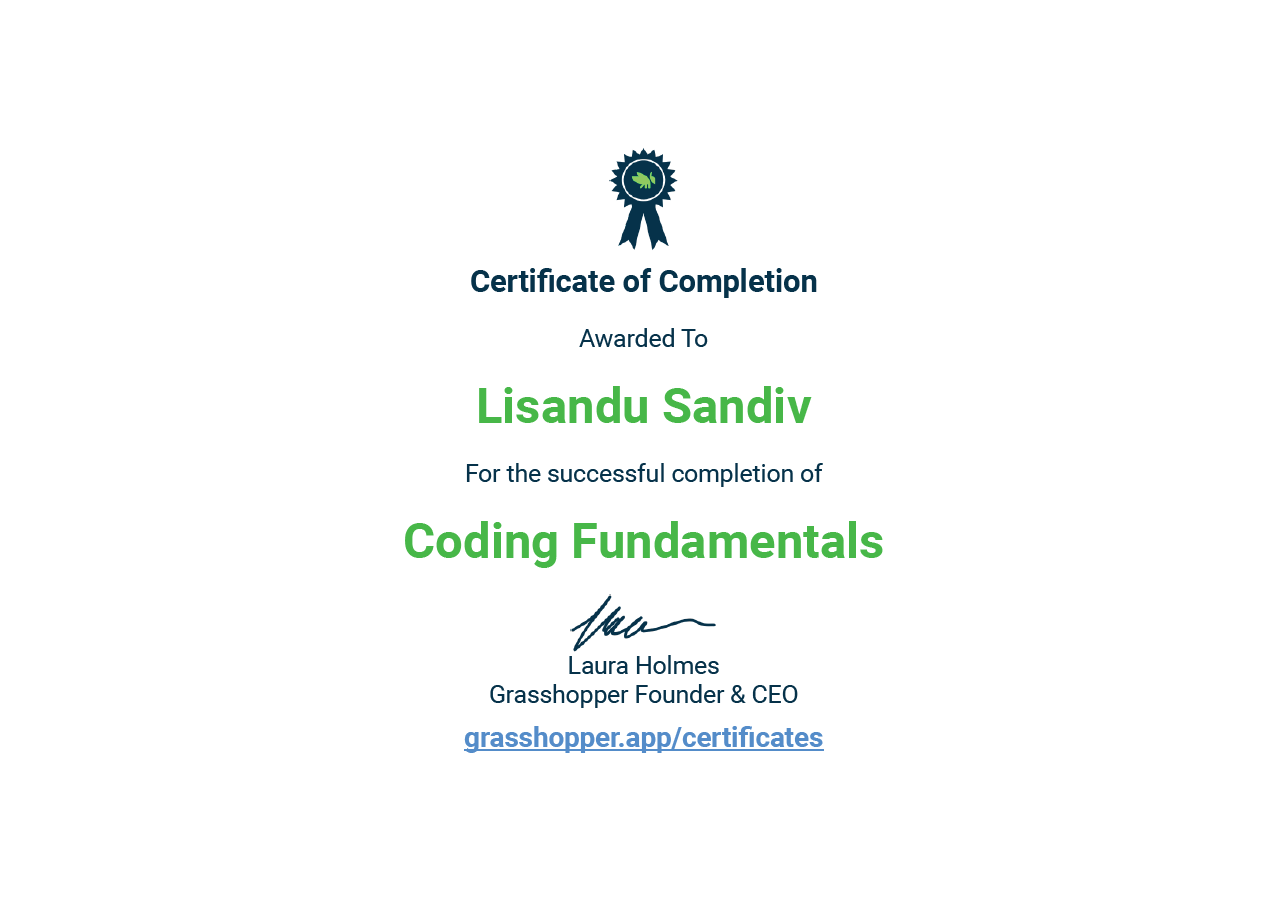 Certificate of Completion
Awarded To
Lisandu Sandiv
For the successful completion of
Coding Fundamentals
Laura Holmes
Grasshopper Founder & CEO
grasshopper.app/certificates